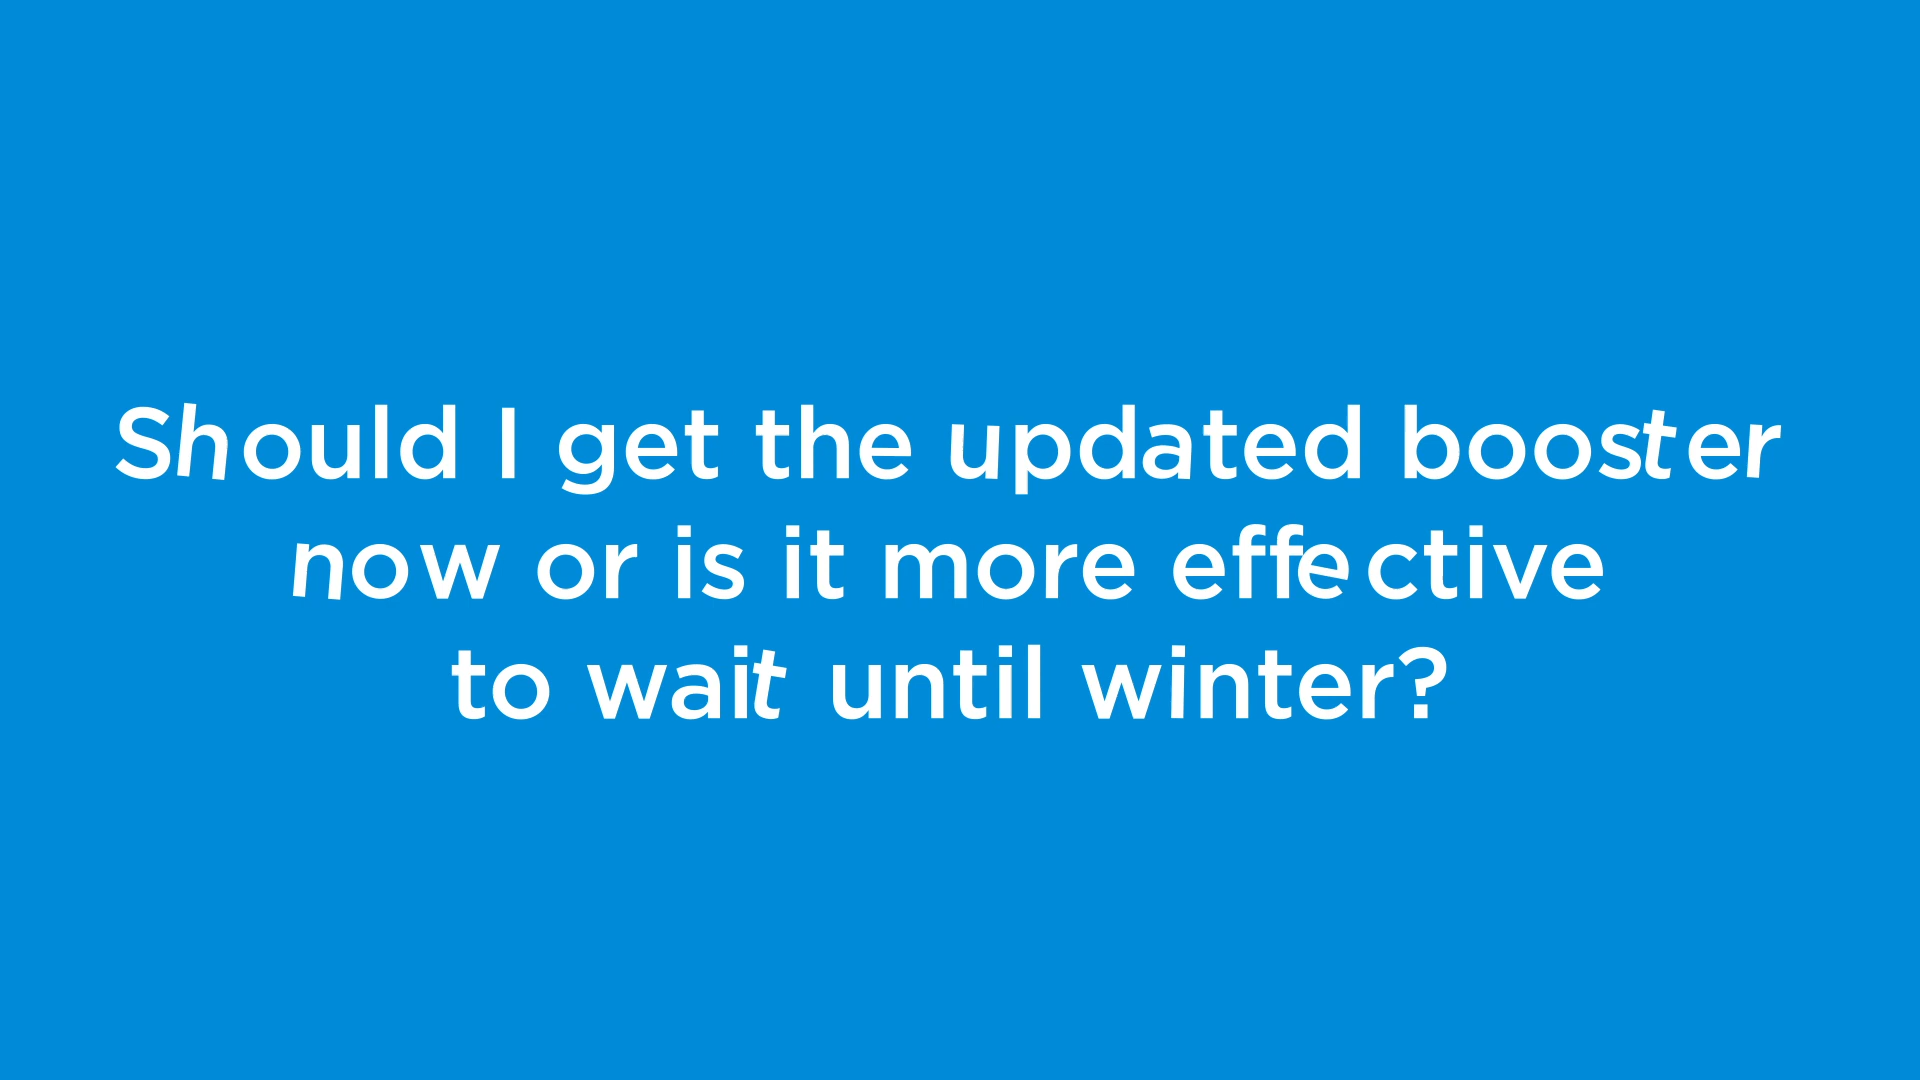 Should I get the updated booster
now or is it more effective
to wait until winter?